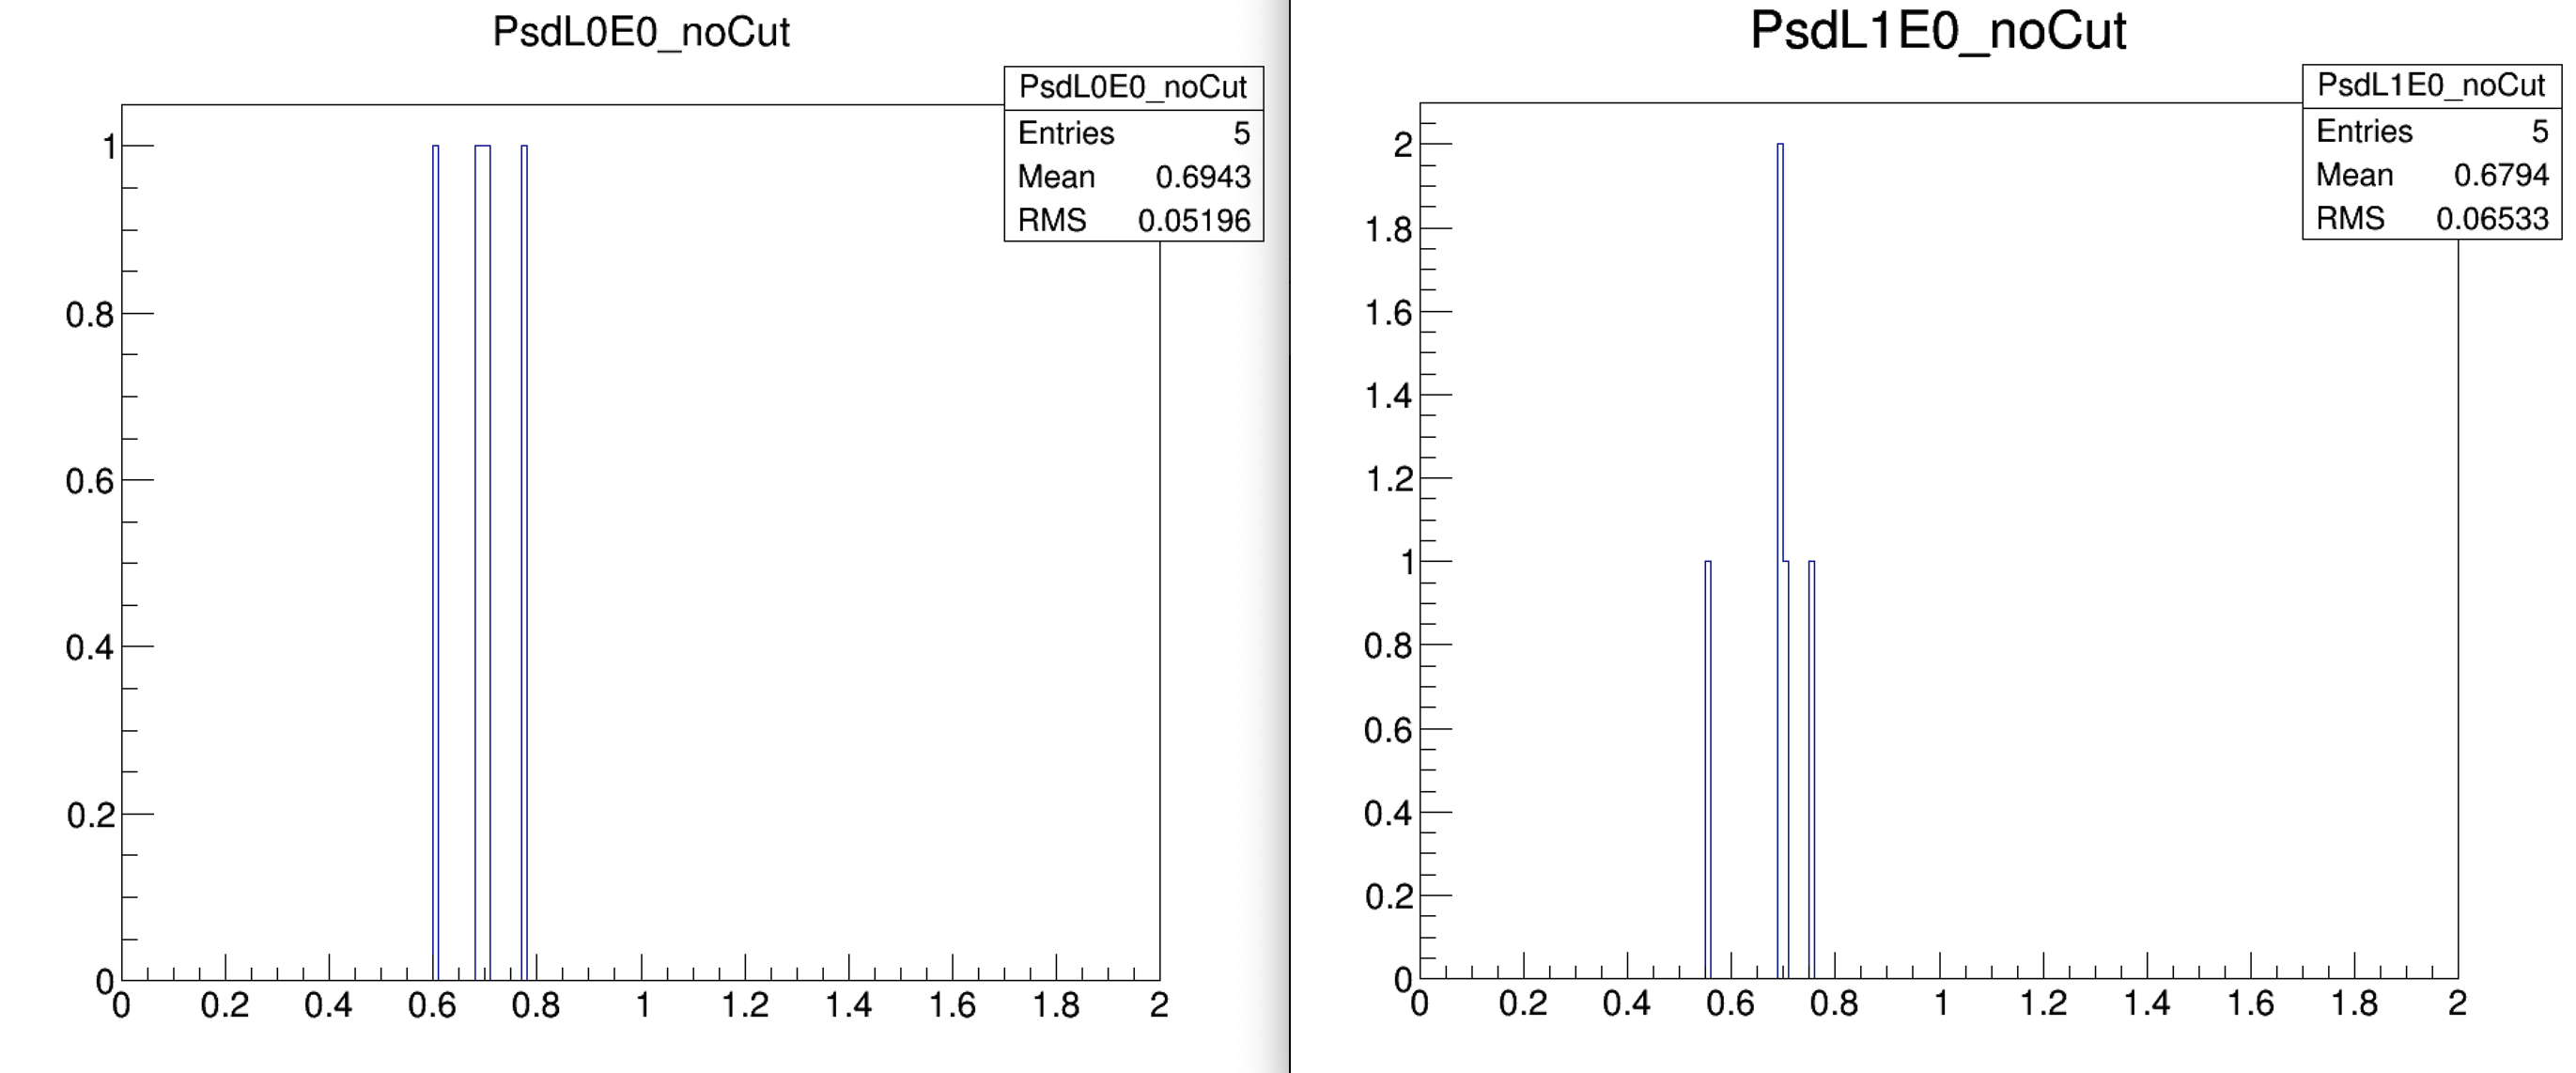 PsdL0E0_noCut
PsdL0E0_noCut
Entries 5
Mean 0.6943
RMS 0.05196
1
0.8
0.6
0.4
0.2
0
0 0.2 0.4 0.6 0.8 1 1.2 1.4 1.6 1.8 2
PsdL1E0_noCut
PsdL1E0_noCut
Entries 5
Mean 0.6794
RMS 0.06533
2
1.8
1.6
1.4
1.2
1
0.8
0.6
0.4
0.2
0
0 0.2 0.4 0.6 0.8 1 1.2 1.4 1.6 1.8 2